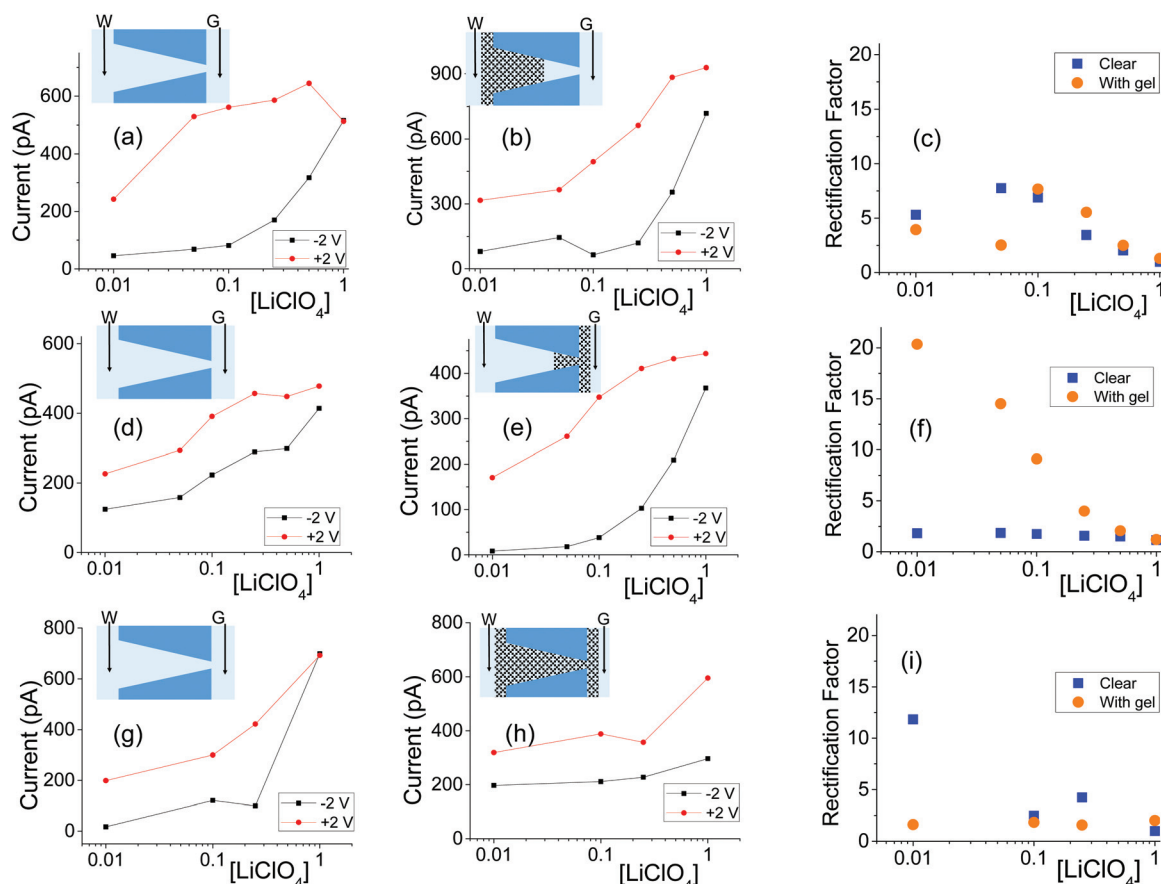 W
G
600
400
200
0
Current (pA)
(a)
-2 V
+2 V
0.01
0.1
1
[LiClO4]
W
G
900
600
300
0
Current (pA)
(b)
-2 V
+2 V
0.01
0.1
1
[LiClO4]
20
15
10
5
0
Rectification Factor
Clear
With gel
(c)
0.01
0.1
1
[LiClO4]
W
G
600
400
200
0
Current (pA)
(d)
-2 V
+2 V
0.01
0.1
1
[LiClO4]
W
G
400
300
200
100
0
Current (pA)
(e)
-2 V
+2 V
0.01
0.1
1
[LiClO4]
20
15
10
5
0
Rectification Factor
Clear
With gel
(f)
0.01
0.1
1
[LiClO4]
W
G
800
600
400
200
0
Current (pA)
(g)
-2 V
+2 V
0.01
0.1
1
[LiClO4]
W
G
800
600
400
200
0
Current (pA)
(h)
-2 V
+2 V
0.01
0.1
1
[LiClO4]
20
15
10
5
0
Rectification Factor
(i)
Clear
With gel
0.01
0.1
1
[LiClO4]